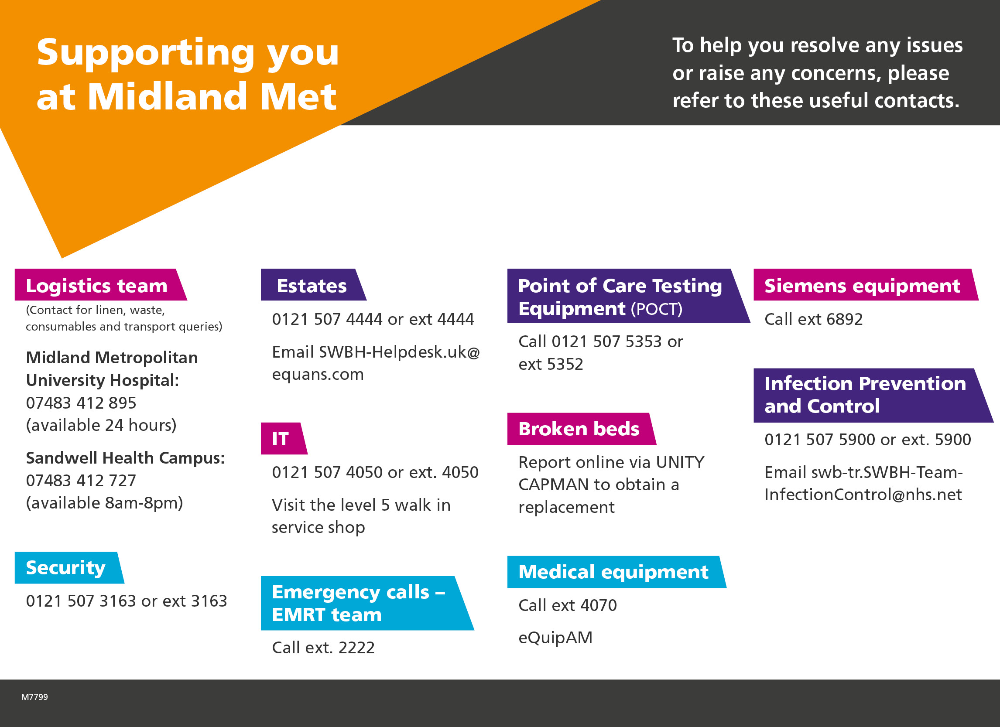 Supporting you
at Midland Met
To help you resolve any issues
or raise any concerns, please
refer to these useful contacts.
Logistics team
(Contact for linen, waste,
consumables and transport queries)
Midland Metropolitan
University Hospital:
07483 412 895
(available 24 hours)
Sandwell Health Campus:
07483 412 727
(available 8am-8pm)
Security
0121 507 3163 or ext 3163
Estates
0121 507 4444 or ext 4444
Email SWBH-Helpdesk.uk@
equans.com
IT
0121 507 4050 or ext. 4050
Visit the level 5 walk in
service shop
Emergency calls –
EMRT team
Call ext. 2222
Point of Care Testing
Equipment (POCT)
Call 0121 507 5353 or
ext 5352
Broken beds
Report online via UNITY
CAPMAN to obtain a
replacement
Medical equipment
Call ext 4070
eQuipAM
Siemens equipment
Call ext 6892
Infection Prevention
and Control
0121 507 5900 or ext. 5900
Email swb-tr.SWBH-Team-
InfectionControl@nhs.net
M7799